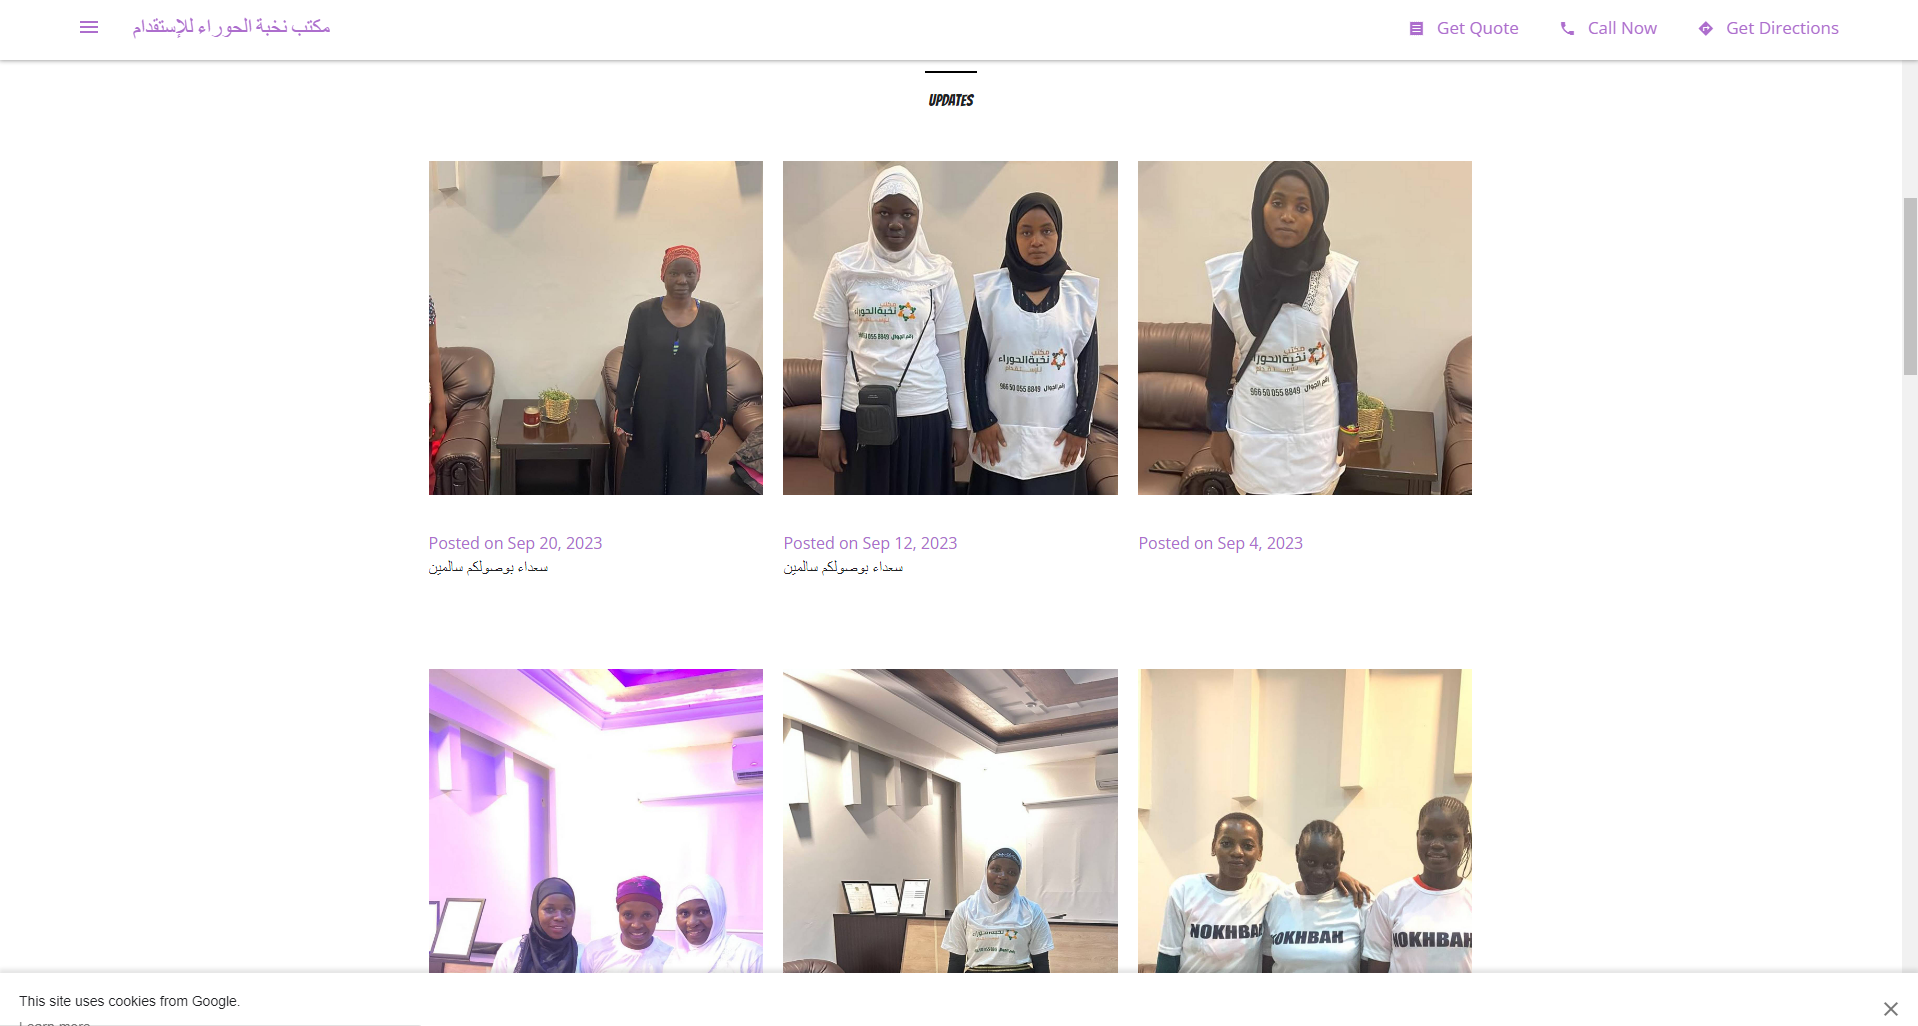 مكتب نخبة الحوراء للإستقدام
Get Quote
Call Now
Get Directions
UPDATES
مكتب
نخبة الحوراء
للإستقدام
رقم الجوال 8849 055 50 966
مكتب
نخبة الحوراء
للإستقدام
رقم الجوال 8849 055 50 966
مكتب
نخبة الحوراء
للإستقدام
رقم الجوال 8849 055 50 966
Posted on Sep 20, 2023
سعداء بوصولكم سالمين
Posted on Sep 12, 2023
سعداء بوصولكم سالمين
Posted on Sep 4, 2023
NOKHBAH
NOKHBAH
NOKHBAH
This site uses cookies from Google.
Learn more